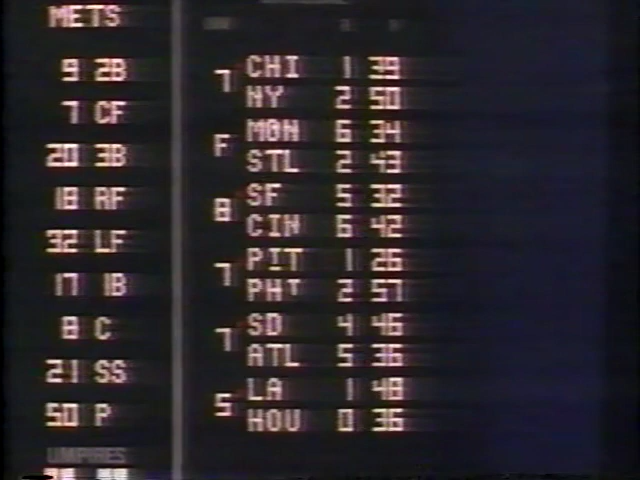 METS
9 2B
7 CF
20 3B
18 RF
32 LF
17 1B
8 C
21 SS
50 P
UMPIRES
7 CHI 1 39
NY 2 50
F MON 6 34
STL 2 43
8 SF 5 32
CIN 6 42
7 PIT 1 26
PHI 2 57
7 SD 4 46
ATL 5 36
5 LA 1 48
HOU 0 36